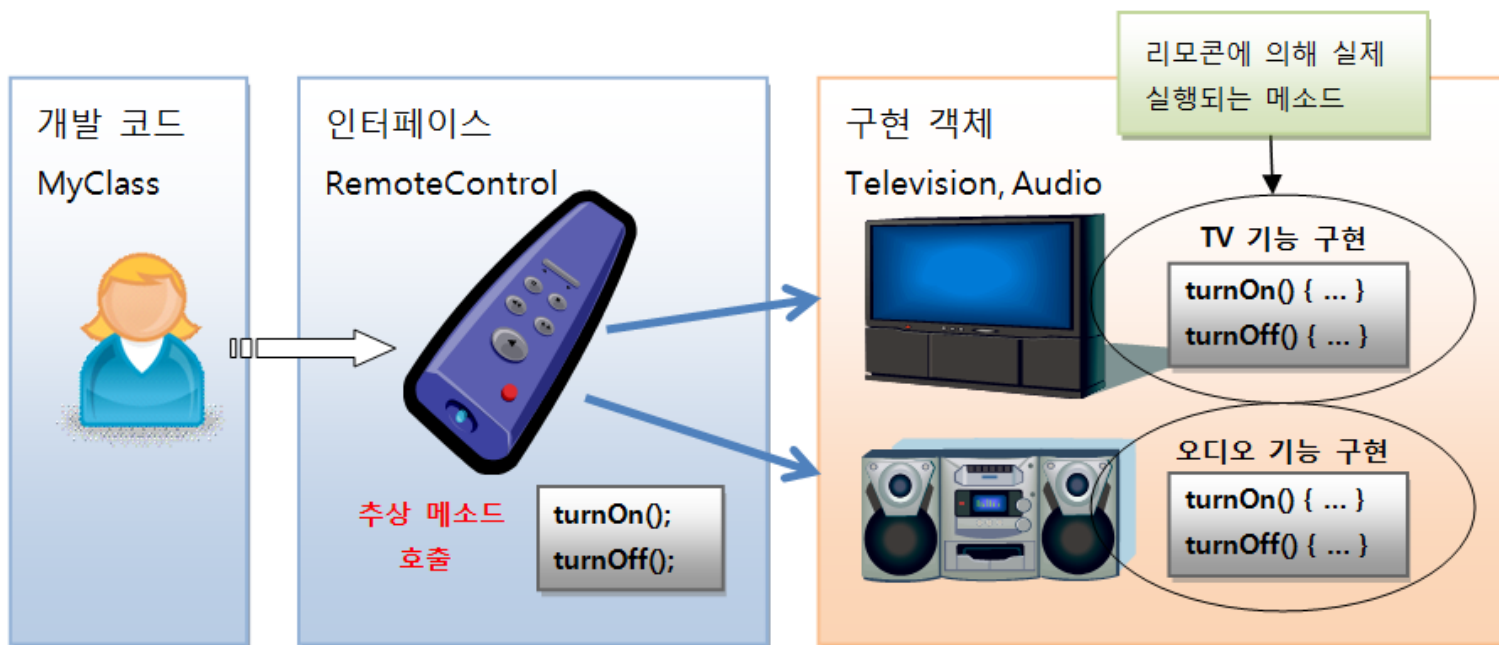 리모콘에 의해 실제
실행되는 메소드
개발 코드
MyClass
인터페이스
RemoteControl
추상 메소드
호출
turnOn();
turnOff();
구현 객체
Television, Audio
TV 기능 구현
turnOn() { ... }
turnOff() { ... }
오디오 기능 구현
turnOn() { ... }
turnOff() { ... }